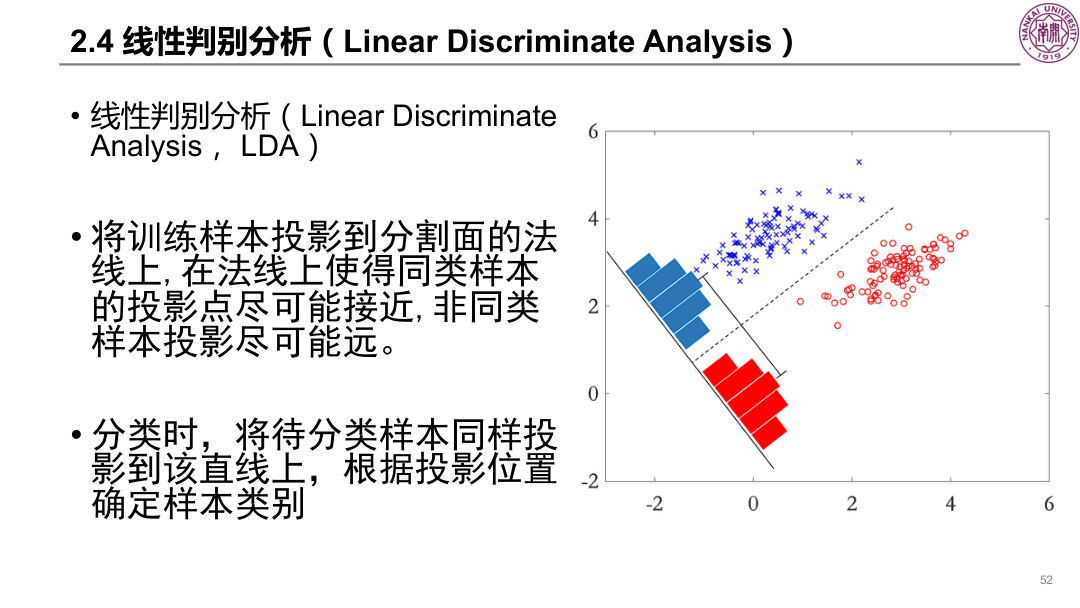 2.4 线性判别分析（Linear Discriminate Analysis）
NANKAI UNIVERSITY
南開
1919
• 线性判别分析（Linear Discriminate
Analysis， LDA）
• 将训练样本投影到分割面的法
线上, 在法线上使得同类样本
的投影点尽可能接近, 非同类
样本投影尽可能远。
• 分类时，将待分类样本同样投
影到该直线上，根据投影位置
确定样本类别
6
4
2
0
-2
-2 0 2 4 6
52